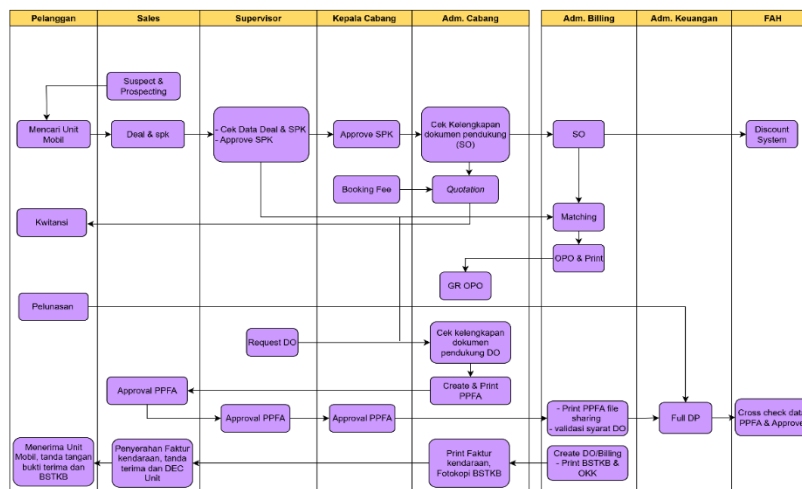 Pelanggan
Sales
Supervisor
Kepala Cabang
Adm. Cabang
Adm. Billing
Adm. Keuangan
FAH
Suspect &
Prospecting
Mencari Unit
Mobil
Deal & spk
- Cek Data Deal & SPK
- Approve SPK
Approve SPK
Cek Kelengkapan
dokumen pendukung
(SO)
SO
Discount
System
Booking Fee
Quotation
Kwitansi
Matching
OPO & Print
GR OPO
Pelunasan
Request DO
Cek kelengkapan
dokumen
pendukung DO
Approval PPFA
Create & Print
PPFA
Approval PPFA
Approval PPFA
- Print PPFA file
sharing
- validasi syarat DO
Full DP
Cross check data
PPFA & Approve
Menerima Unit
Mobil, tanda tangan
bukti terima dan
BSTKB
Penyerahan Faktur
kendaraan, tanda
terima dan DEC
Unit
Print Faktur
kendaraan,
Fotokopi BSTKB
Create DO/Billing
- Print BSTKB &
OKK